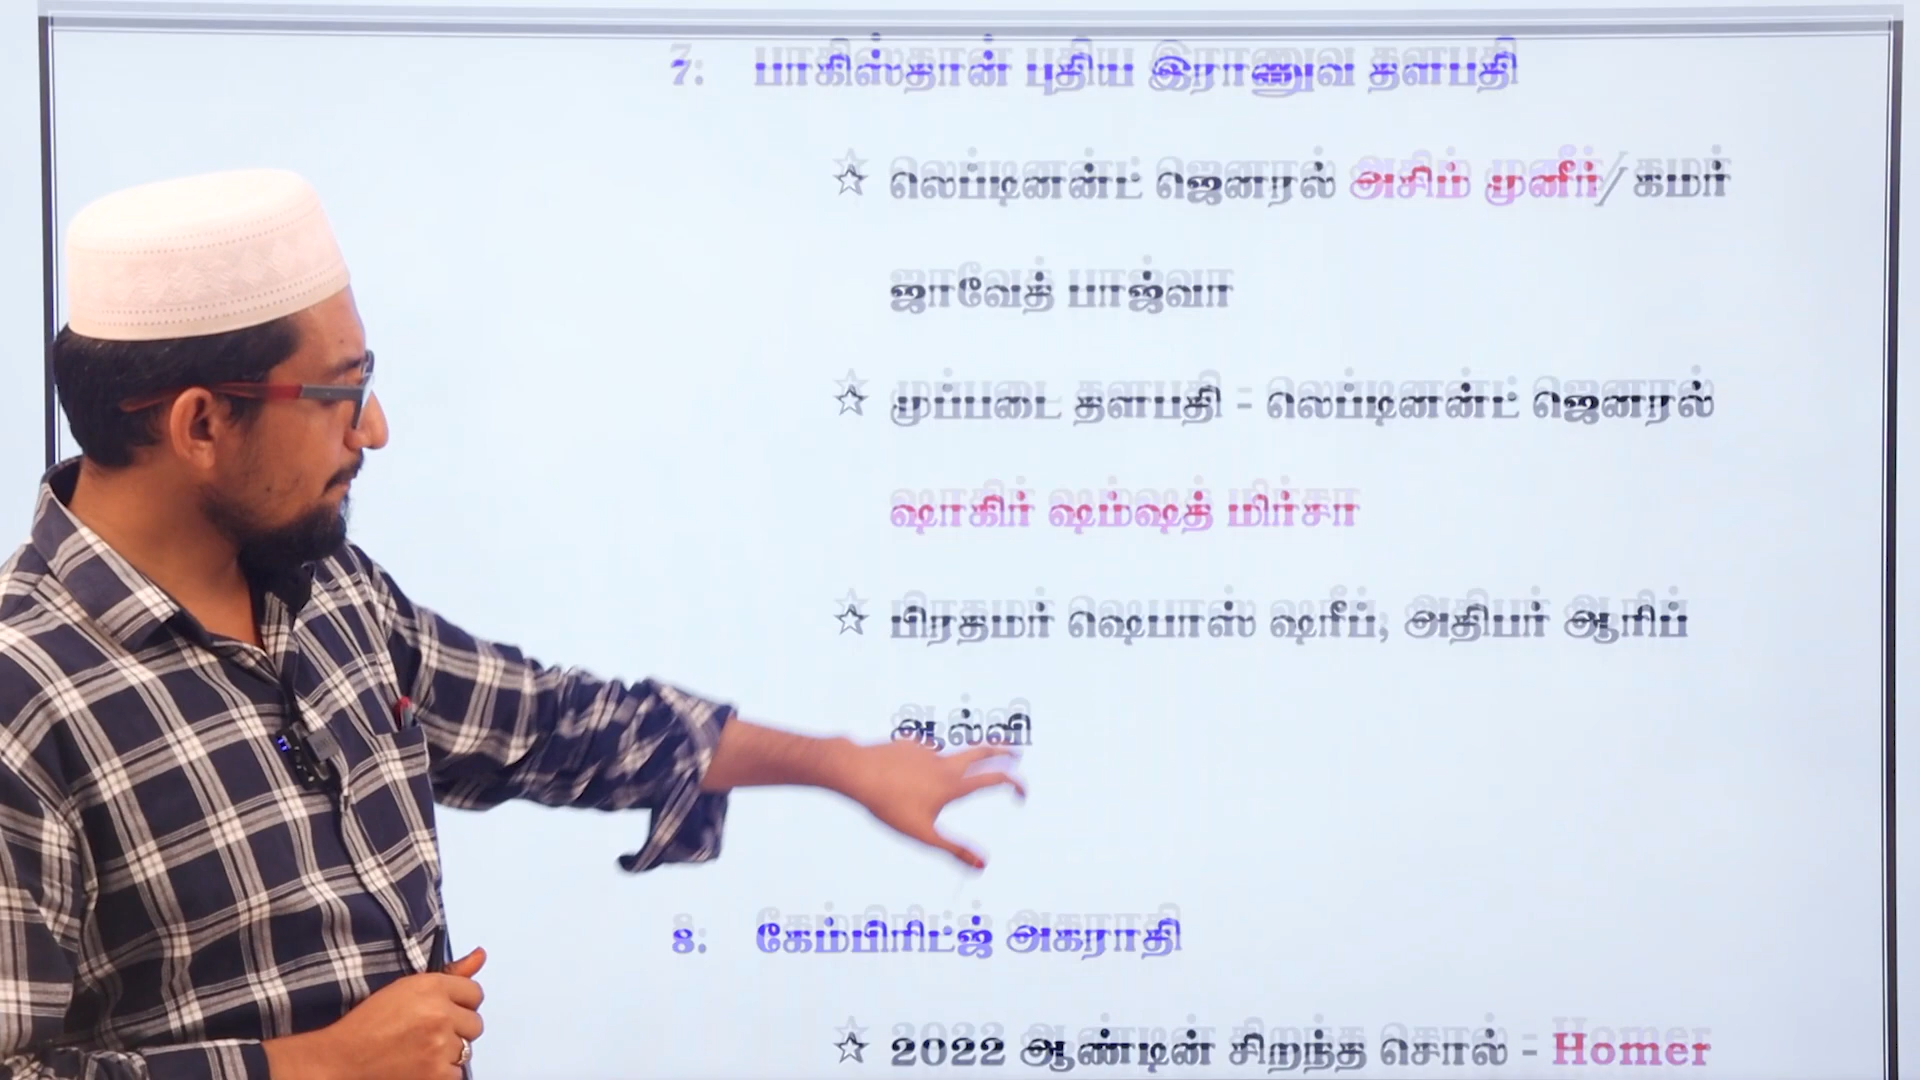 7: பாகிஸ்தான் புதிய இராணுவ தளபதி
☆ லெப்டினன்ட் ஜெனரல் அசிம் முனீர்/கமர்
ஜாவேத் பாஜ்வா
☆ முப்படை தளபதி - லெப்டினன்ட் ஜெனரல்
ஷாகிர் ஷம்ஷத் மிர்சா
☆ பிரதமர் ஷெபாஸ் ஷரீப், அதிபர் ஆரிப்
ஆல்வி
8: கேம்பிரிட்ஜ் அகராதி
☆ 2022 ஆண்டின் சிறந்த சொல் - Homer